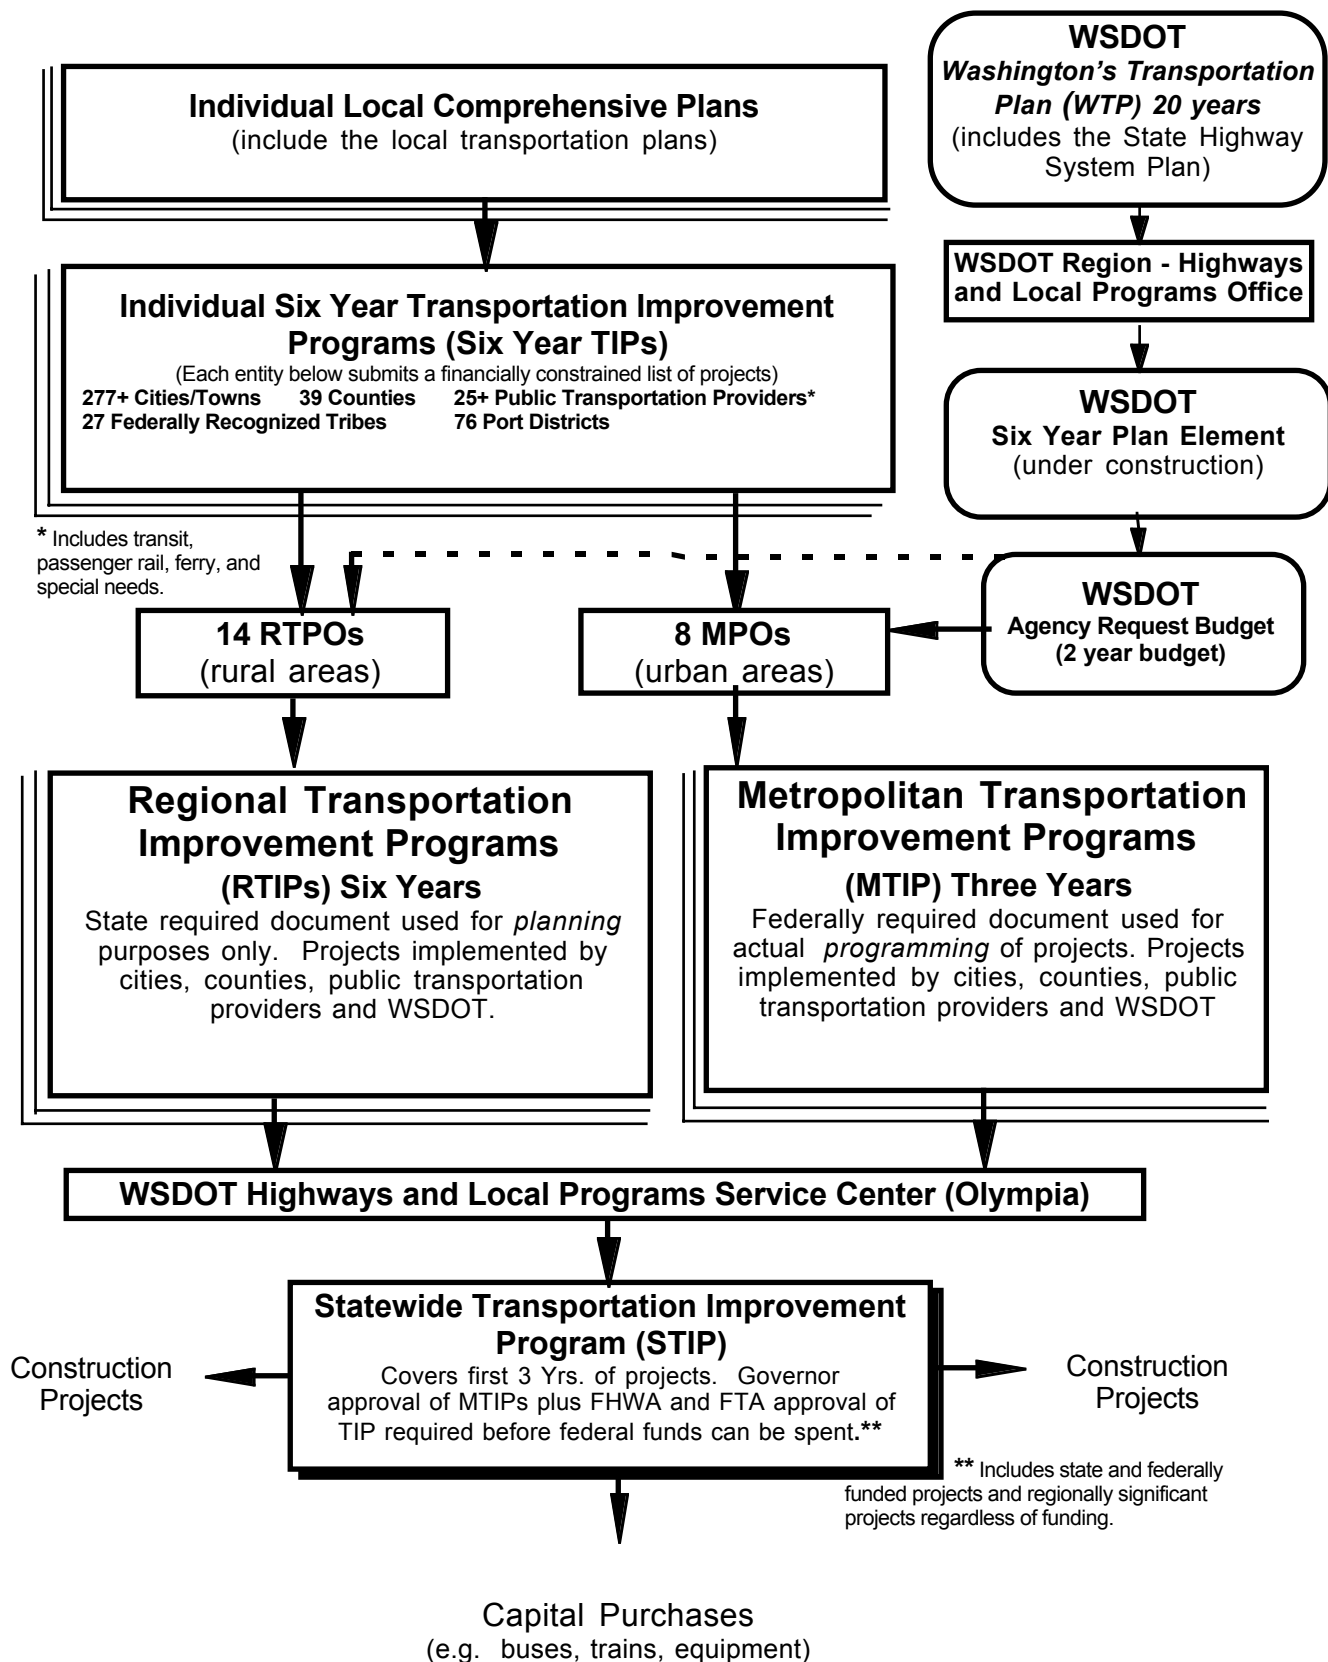 WSDOT
Washington's Transportation
Plan (WTP) 20 years
(includes the State Highway
System Plan)
Individual Local Comprehensive Plans
(include the local transportation plans)
WSDOT Region - Highways
and Local Programs Office
Individual Six Year Transportation Improvement
Programs (Six Year TIPs)
(Each entity below submits a financially constrained list of projects)
277+ Cities/Towns 39 Counties 25+ Public Transportation Providers*
27 Federally Recognized Tribes 76 Port Districts
WSDOT
Six Year Plan Element
(under construction)
* Includes transit,
passenger rail, ferry, and
special needs.
WSDOT
Agency Request Budget
(2 year budget)
14 RTPOs
(rural areas)
8 MPOs
(urban areas)
Regional Transportation
Improvement Programs
(RTIPs) Six Years
State required document used for planning
purposes only. Projects implemented by
cities, counties, public transportation
providers and WSDOT.
Metropolitan Transportation
Improvement Programs
(MTIP) Three Years
Federally required document used for
actual programming of projects. Projects
implemented by cities, counties, public
transportation providers and WSDOT
WSDOT Highways and Local Programs Service Center (Olympia)
Statewide Transportation Improvement
Program (STIP)
Covers first 3 Yrs. of projects. Governor
approval of MTIPs plus FHWA and FTA approval of
TIP required before federal funds can be spent.**
Construction
Projects
Construction
Projects
** Includes state and federally
funded projects and regionally significant
projects regardless of funding.
Capital Purchases
(e.g. buses, trains, equipment)